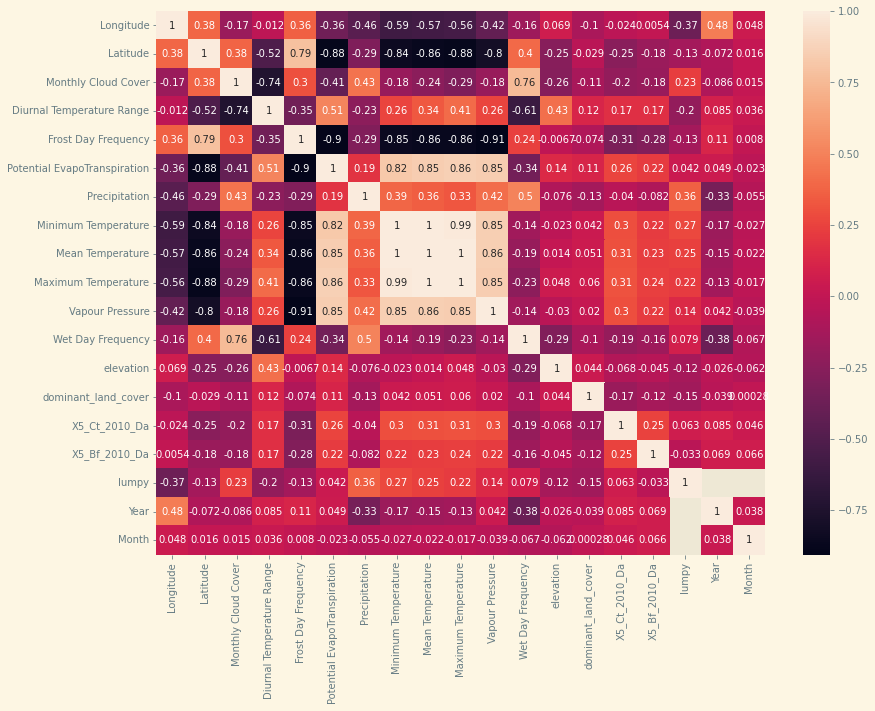 Longitude 1 0.38 -0.17 -0.012 0.36 -0.36 -0.46 -0.59 -0.57 -0.56 -0.42 -0.16 0.069 -0.1 -0.024 0.0054 -0.37 0.48 0.048
Latitude 0.38 1 0.38 -0.52 0.79 -0.88 -0.29 -0.84 -0.86 -0.88 -0.8 0.4 -0.25 -0.029 -0.25 -0.18 -0.13 -0.072 0.016
Monthly Cloud Cover -0.17 0.38 1 -0.74 0.3 -0.41 0.43 -0.18 -0.24 -0.29 -0.18 0.76 -0.26 -0.11 -0.2 -0.18 0.23 -0.086 0.015
Diurnal Temperature Range -0.012 -0.52 -0.74 1 -0.35 0.51 -0.23 0.26 0.34 0.41 0.26 -0.61 0.43 0.12 0.17 0.17 -0.2 0.085 0.036
Frost Day Frequency 0.36 0.79 0.3 -0.35 1 -0.9 -0.29 -0.85 -0.86 -0.86 -0.91 0.24 -0.0067 -0.074 -0.31 -0.28 -0.13 0.11 0.008
Potential EvapoTranspiration -0.36 -0.88 -0.41 0.51 -0.9 1 0.19 0.82 0.85 0.86 0.85 -0.34 0.14 0.11 0.26 0.22 0.042 0.049 -0.023
Precipitation -0.46 -0.29 0.43 -0.23 -0.29 0.19 1 0.39 0.36 0.33 0.42 0.5 -0.076 -0.13 -0.04 -0.082 0.36 -0.33 -0.055
Minimum Temperature -0.59 -0.84 -0.18 0.26 -0.85 0.82 0.39 1 1 0.99 0.85 -0.14 -0.023 0.042 0.3 0.22 0.27 -0.17 -0.027
Mean Temperature -0.57 -0.86 -0.24 0.34 -0.86 0.85 0.36 1 1 1 0.86 -0.19 0.014 0.051 0.31 0.23 0.25 -0.15 -0.022
Maximum Temperature -0.56 -0.88 -0.29 0.41 -0.86 0.86 0.33 0.99 1 1 0.85 -0.23 0.048 0.06 0.31 0.24 0.22 -0.13 -0.017
Vapour Pressure -0.42 -0.8 -0.18 0.26 -0.91 0.85 0.42 0.85 0.86 0.85 1 -0.14 -0.03 0.02 0.3 0.22 0.14 0.042 -0.039
Wet Day Frequency -0.16 0.4 0.76 -0.61 0.24 -0.34 0.5 -0.14 -0.19 -0.23 -0.14 1 -0.29 -0.1 -0.19 -0.16 0.079 -0.38 -0.067
elevation 0.069 -0.25 -0.26 0.43 -0.0067 0.14 -0.076 -0.023 0.014 0.048 -0.03 -0.29 1 0.044 -0.068 -0.045 -0.12 -0.026 -0.062
dominant_land_cover -0.1 -0.029 -0.11 0.12 -0.074 0.11 -0.13 0.042 0.051 0.06 0.02 -0.1 0.044 1 -0.17 -0.12 -0.15 -0.039 0.00028
X5_Ct_2010_Da -0.024 -0.25 -0.2 0.17 -0.31 0.26 -0.04 0.3 0.31 0.31 0.3 -0.19 -0.068 -0.17 1 0.25 0.063 0.085 0.046
X5_Bf_2010_Da 0.0054 -0.18 -0.18 0.17 -0.28 0.22 -0.082 0.22 0.23 0.24 0.22 -0.16 -0.045 -0.12 0.25 1 -0.033 0.069 0.066
lumpy -0.37 -0.13 0.23 -0.2 -0.13 0.042 0.36 0.27 0.25 0.22 0.14 0.079 -0.12 -0.15 0.063 -0.033 1
Year 0.48 -0.072 -0.086 0.085 0.11 0.049 -0.33 -0.17 -0.15 -0.13 0.042 -0.38 -0.026 -0.039 0.085 0.069 1 0.038
Month 0.048 0.016 0.015 0.036 0.008 -0.023 -0.055 -0.027 -0.022 -0.017 -0.039 -0.067 -0.062 0.00028 0.046 0.066 0.038 1
Longitude
Latitude
Monthly Cloud Cover
Diurnal Temperature Range
Frost Day Frequency
Potential EvapoTranspiration
Precipitation
Minimum Temperature
Mean Temperature
Maximum Temperature
Vapour Pressure
Wet Day Frequency
elevation
dominant_land_cover
X5_Ct_2010_Da
X5_Bf_2010_Da
lumpy
Year
Month
1.00
0.75
0.50
0.25
0.00
−0.25
−0.50
−0.75